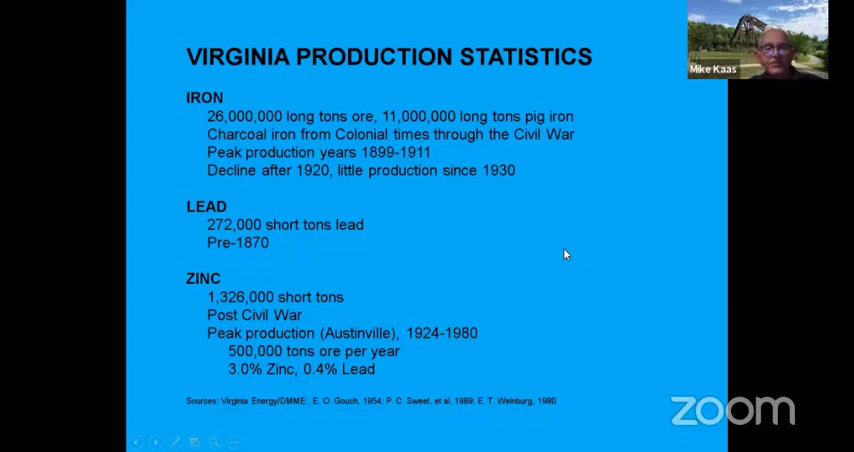 VIRGINIA PRODUCTION STATISTICS
Mike Kaas
IRON
26,000,000 long tons ore, 11,000,000 long tons pig iron
Charcoal iron from Colonial times through the Civil War
Peak production years 1899-1911
Decline after 1920, little production since 1930
LEAD
272,000 short tons lead
Pre-1870
ZINC
1,326,000 short tons
Post Civil War
Peak production (Austinville), 1924-1980
500,000 tons ore per year
3.0% Zinc, 0.4% Lead
Sources: Virginia Energy/DMME:, E. O. Gouch, 1954; P. C. Sweet, et al, 1989; E. T. Weinburg, 1980
zoom